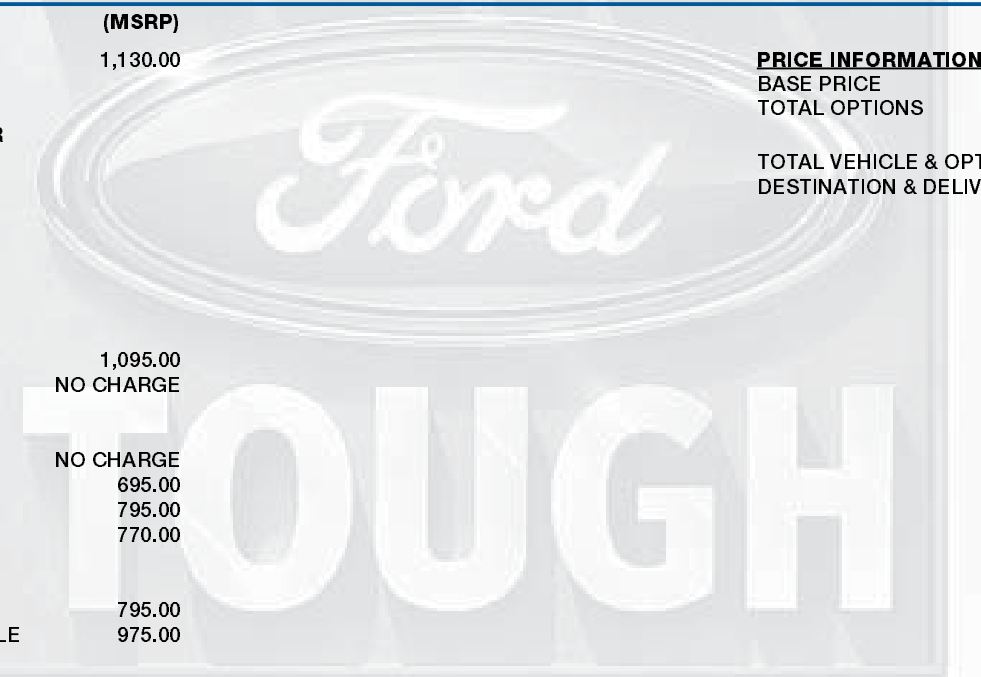 (MSRP)
1,130.00
R
1,095.00
NO CHARGE
NO CHARGE
695.00
795.00
770.00
795.00
LE 975.00
PRICE INFORMATION
BASE PRICE
TOTAL OPTIONS
TOTAL VEHICLE & OPT
DESTINATION & DELIV
Ford
TOUGH